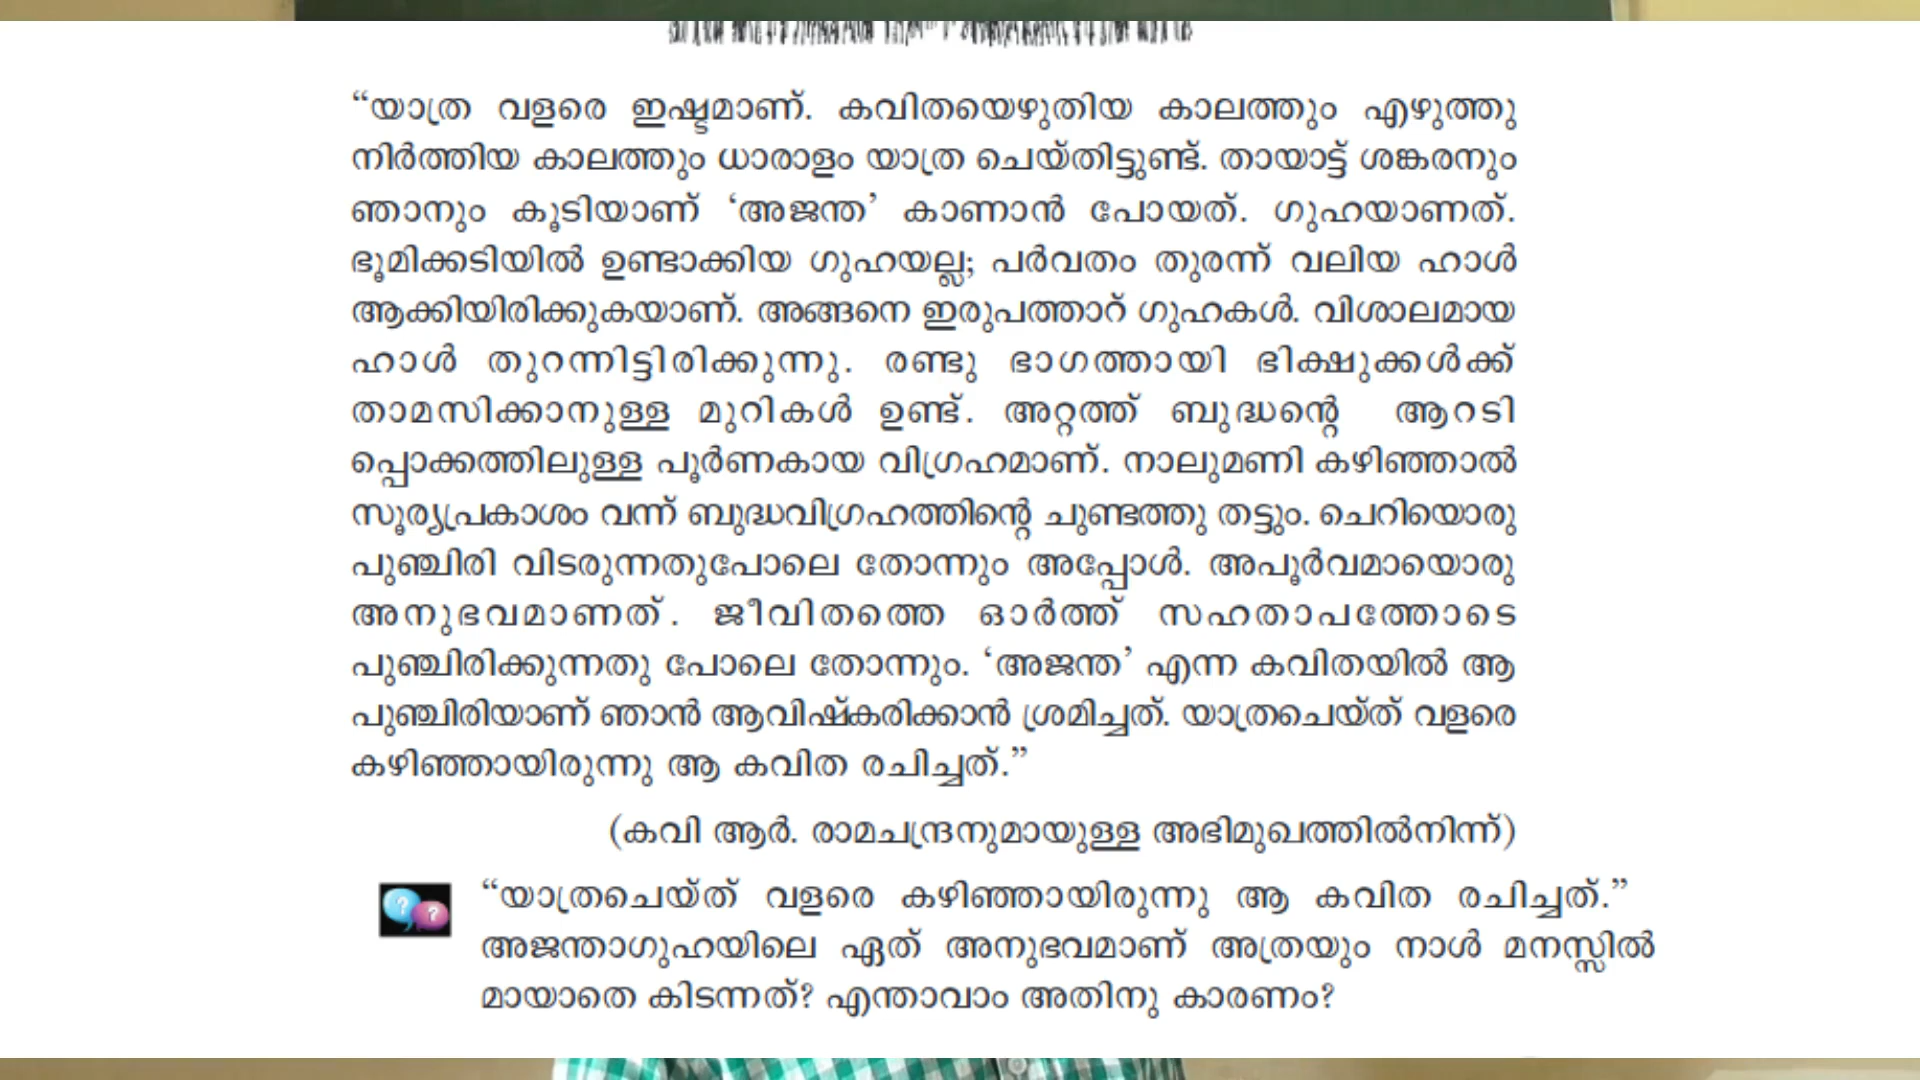 “യാത്ര വളരെ ഇഷ്ടമാണ്. കവിതയെഴുതിയ കാലത്തും എഴുത്തു
നിർത്തിയ കാലത്തും ധാരാളം യാത്ര ചെയ്തിട്ടുണ്ട്. തായാട്ട് ശങ്കരനും
ഞാനും കൂടിയാണ് ‘അജന്ത’ കാണാൻ പോയത്. ഗുഹയാണത്.
ഭൂമിക്കടിയിൽ ഉണ്ടാക്കിയ ഗുഹയല്ല; പർവതം തുരന്ന് വലിയ ഹാൾ
ആക്കിയിരിക്കുകയാണ്. അങ്ങനെ ഇരുപത്താറ് ഗുഹകൾ. വിശാലമായ
ഹാൾ തുറന്നിട്ടിരിക്കുന്നു. രണ്ടു ഭാഗത്തായി ഭിക്ഷുക്കൾക്ക്
താമസിക്കാനുള്ള മുറികൾ ഉണ്ട്. അറ്റത്ത് ബുദ്ധന്റെ ആറടി
പ്പൊക്കത്തിലുള്ള പൂർണകായ വിഗ്രഹമാണ്. നാലുമണി കഴിഞ്ഞാൽ
സൂര്യപ്രകാശം വന്ന് ബുദ്ധവിഗ്രഹത്തിന്റെ ചുണ്ടത്തു തട്ടും. ചെറിയൊരു
പുഞ്ചിരി വിടരുന്നതുപോലെ തോന്നും അപ്പോൾ. അപൂർവമായൊരു
അനുഭവമാണത്. ജീവിതത്തെ ഓർത്ത് സഹതാപത്തോടെ
പുഞ്ചിരിക്കുന്നതു പോലെ തോന്നും. ‘അജന്ത’ എന്ന കവിതയിൽ ആ
പുഞ്ചിരിയാണ് ഞാൻ ആവിഷ്കരിക്കാൻ ശ്രമിച്ചത്. യാത്രചെയ്ത് വളരെ
കഴിഞ്ഞായിരുന്നു ആ കവിത രചിച്ചത്.”
(കവി ആർ. രാമചന്ദ്രനുമായുള്ള അഭിമുഖത്തിൽനിന്ന്)
“യാത്രചെയ്ത് വളരെ കഴിഞ്ഞായിരുന്നു ആ കവിത രചിച്ചത്.”
അജന്താഗുഹയിലെ ഏത് അനുഭവമാണ് അത്രയും നാൾ മനസ്സിൽ
മായാതെ കിടന്നത്? എന്താവാം അതിനു കാരണം?